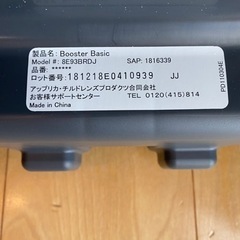 製品名: Booster Basic
Model #: 8E93BRDJ SAP: 1816339
品番: ******
ロット番号:181218E0410939 JJ
アップリカ・チルドレンズプロダクツ合同会社
お客様サポートセンター TEL 0120(415)814
Made in China
PG110304E